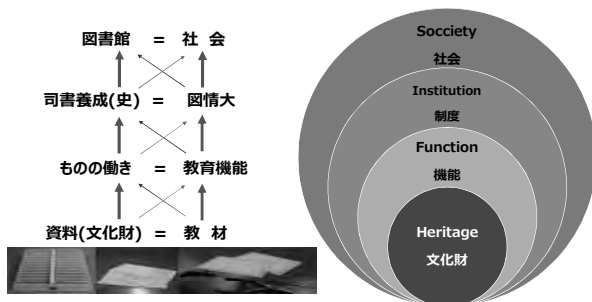 図書館 = 社 会
司書養成(史) = 図情大
ものの働き = 教育機能
資料(文化財) = 教 材
Socciety
社会
Institution
制度
Function
機能
Heritage
文化財